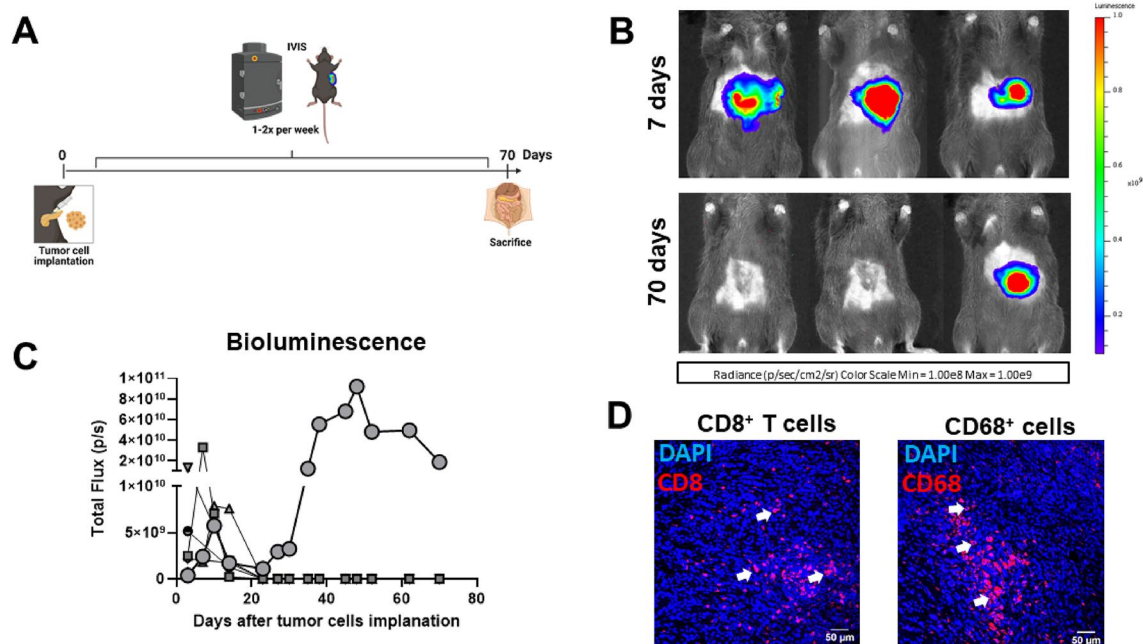 A
IVIS
1-2x per week
0
70
Days
Tumor cell
implantation
Sacrifice
B
7 days
70 days
Luminescence
1.0
0.8
0.6
x10⁹
0.4
0.2
Radiance (p/sec/cm2/sr) Color Scale Min = 1.00e8 Max = 1.00e9
C
Bioluminescence
Total Flux (p/s)
1×10¹¹
8×10¹⁰
6×10¹⁰
4×10¹⁰
2×10¹⁰
1×10¹⁰
5×10⁹
0
0 20 40 60 80
Days after tumor cells implanation
D
CD8⁺ T cells
DAPI
CD8
50 µm
CD68⁺ cells
DAPI
CD68
50 µm